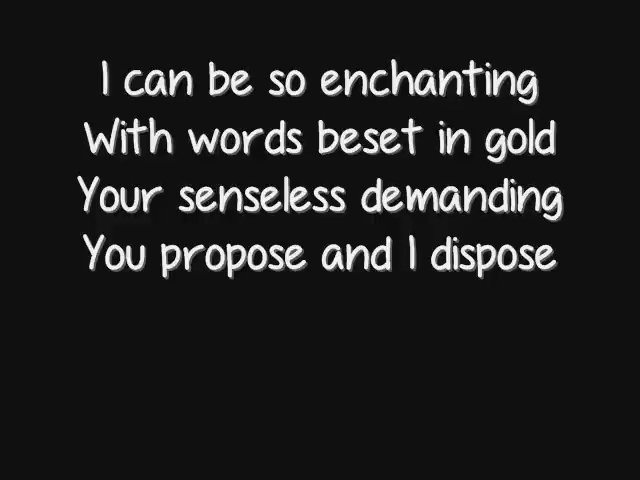 I can be so enchanting
With words beset in gold
Your senseless demanding
You propose and I dispose